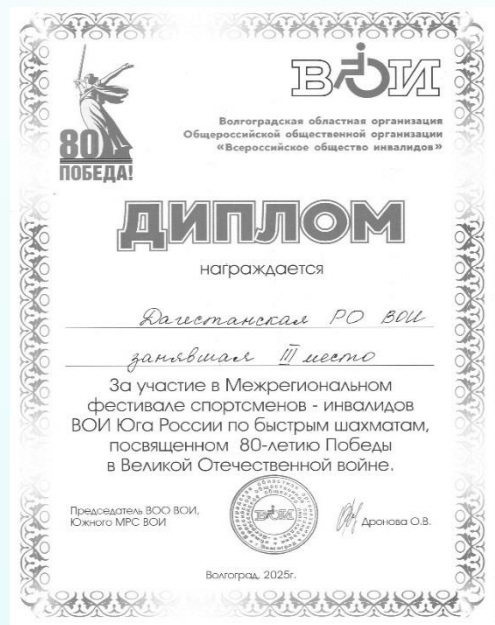 80
ПОБЕДА!
ВОИ
Волгоградская областная организация
Общероссийской общественной организации
«Всероссийское общество инвалидов»
ДИПЛОМ
награждается
Дагестанская РО ВОИ
занявшая III место
За участие в Межрегиональном
фестивале спортсменов - инвалидов
ВОИ Юга России по быстрым шахматам,
посвященном 80-летию Победы
в Великой Отечественной войне.
Председатель ВОО ВОИ,
Южного МРС ВОИ
ВОИ
Дронова О.В.
Волгоград, 2025г.